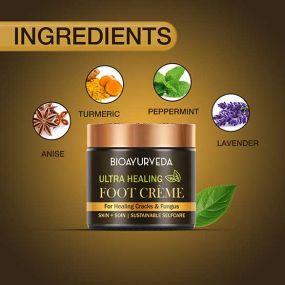 INGREDIENTS
TURMERIC
PEPPERMINT
ANISE
LAVENDER
BIOAYURVEDA
ULTRA HEALING
FOOT CRÈME
For Healing Cracks & Fungus
SKIN + SOIN | SUSTAINABLE SELFCARE